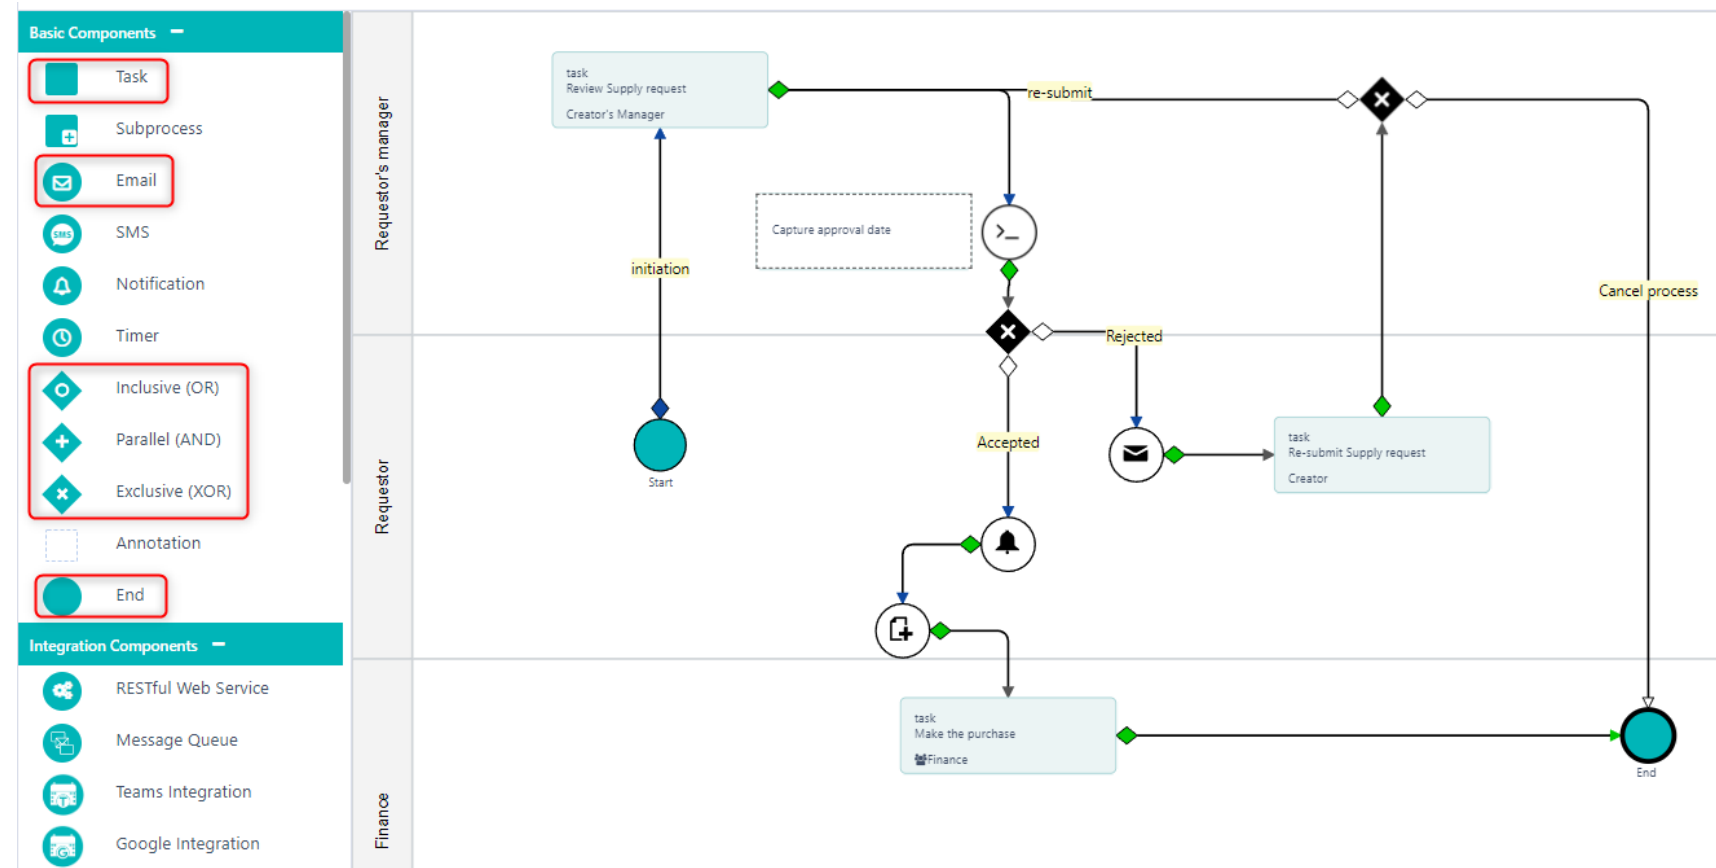 Basic Components
Task
Subprocess
Email
SMS
SMS
Notification
Timer
Inclusive (OR)
Parallel (AND)
Exclusive (XOR)
Annotation
End
Integration Components
RESTful Web Service
Message Queue
Teams Integration
T
Google Integration
G
Requestor's manager
task
Review Supply request
Creator's Manager
re-submit
Capture approval date
initiation
Cancel process
Requestor
Rejected
Accepted
Start
task
Re-submit Supply request
Creator
Finance
task
Make the purchase
Finance
End